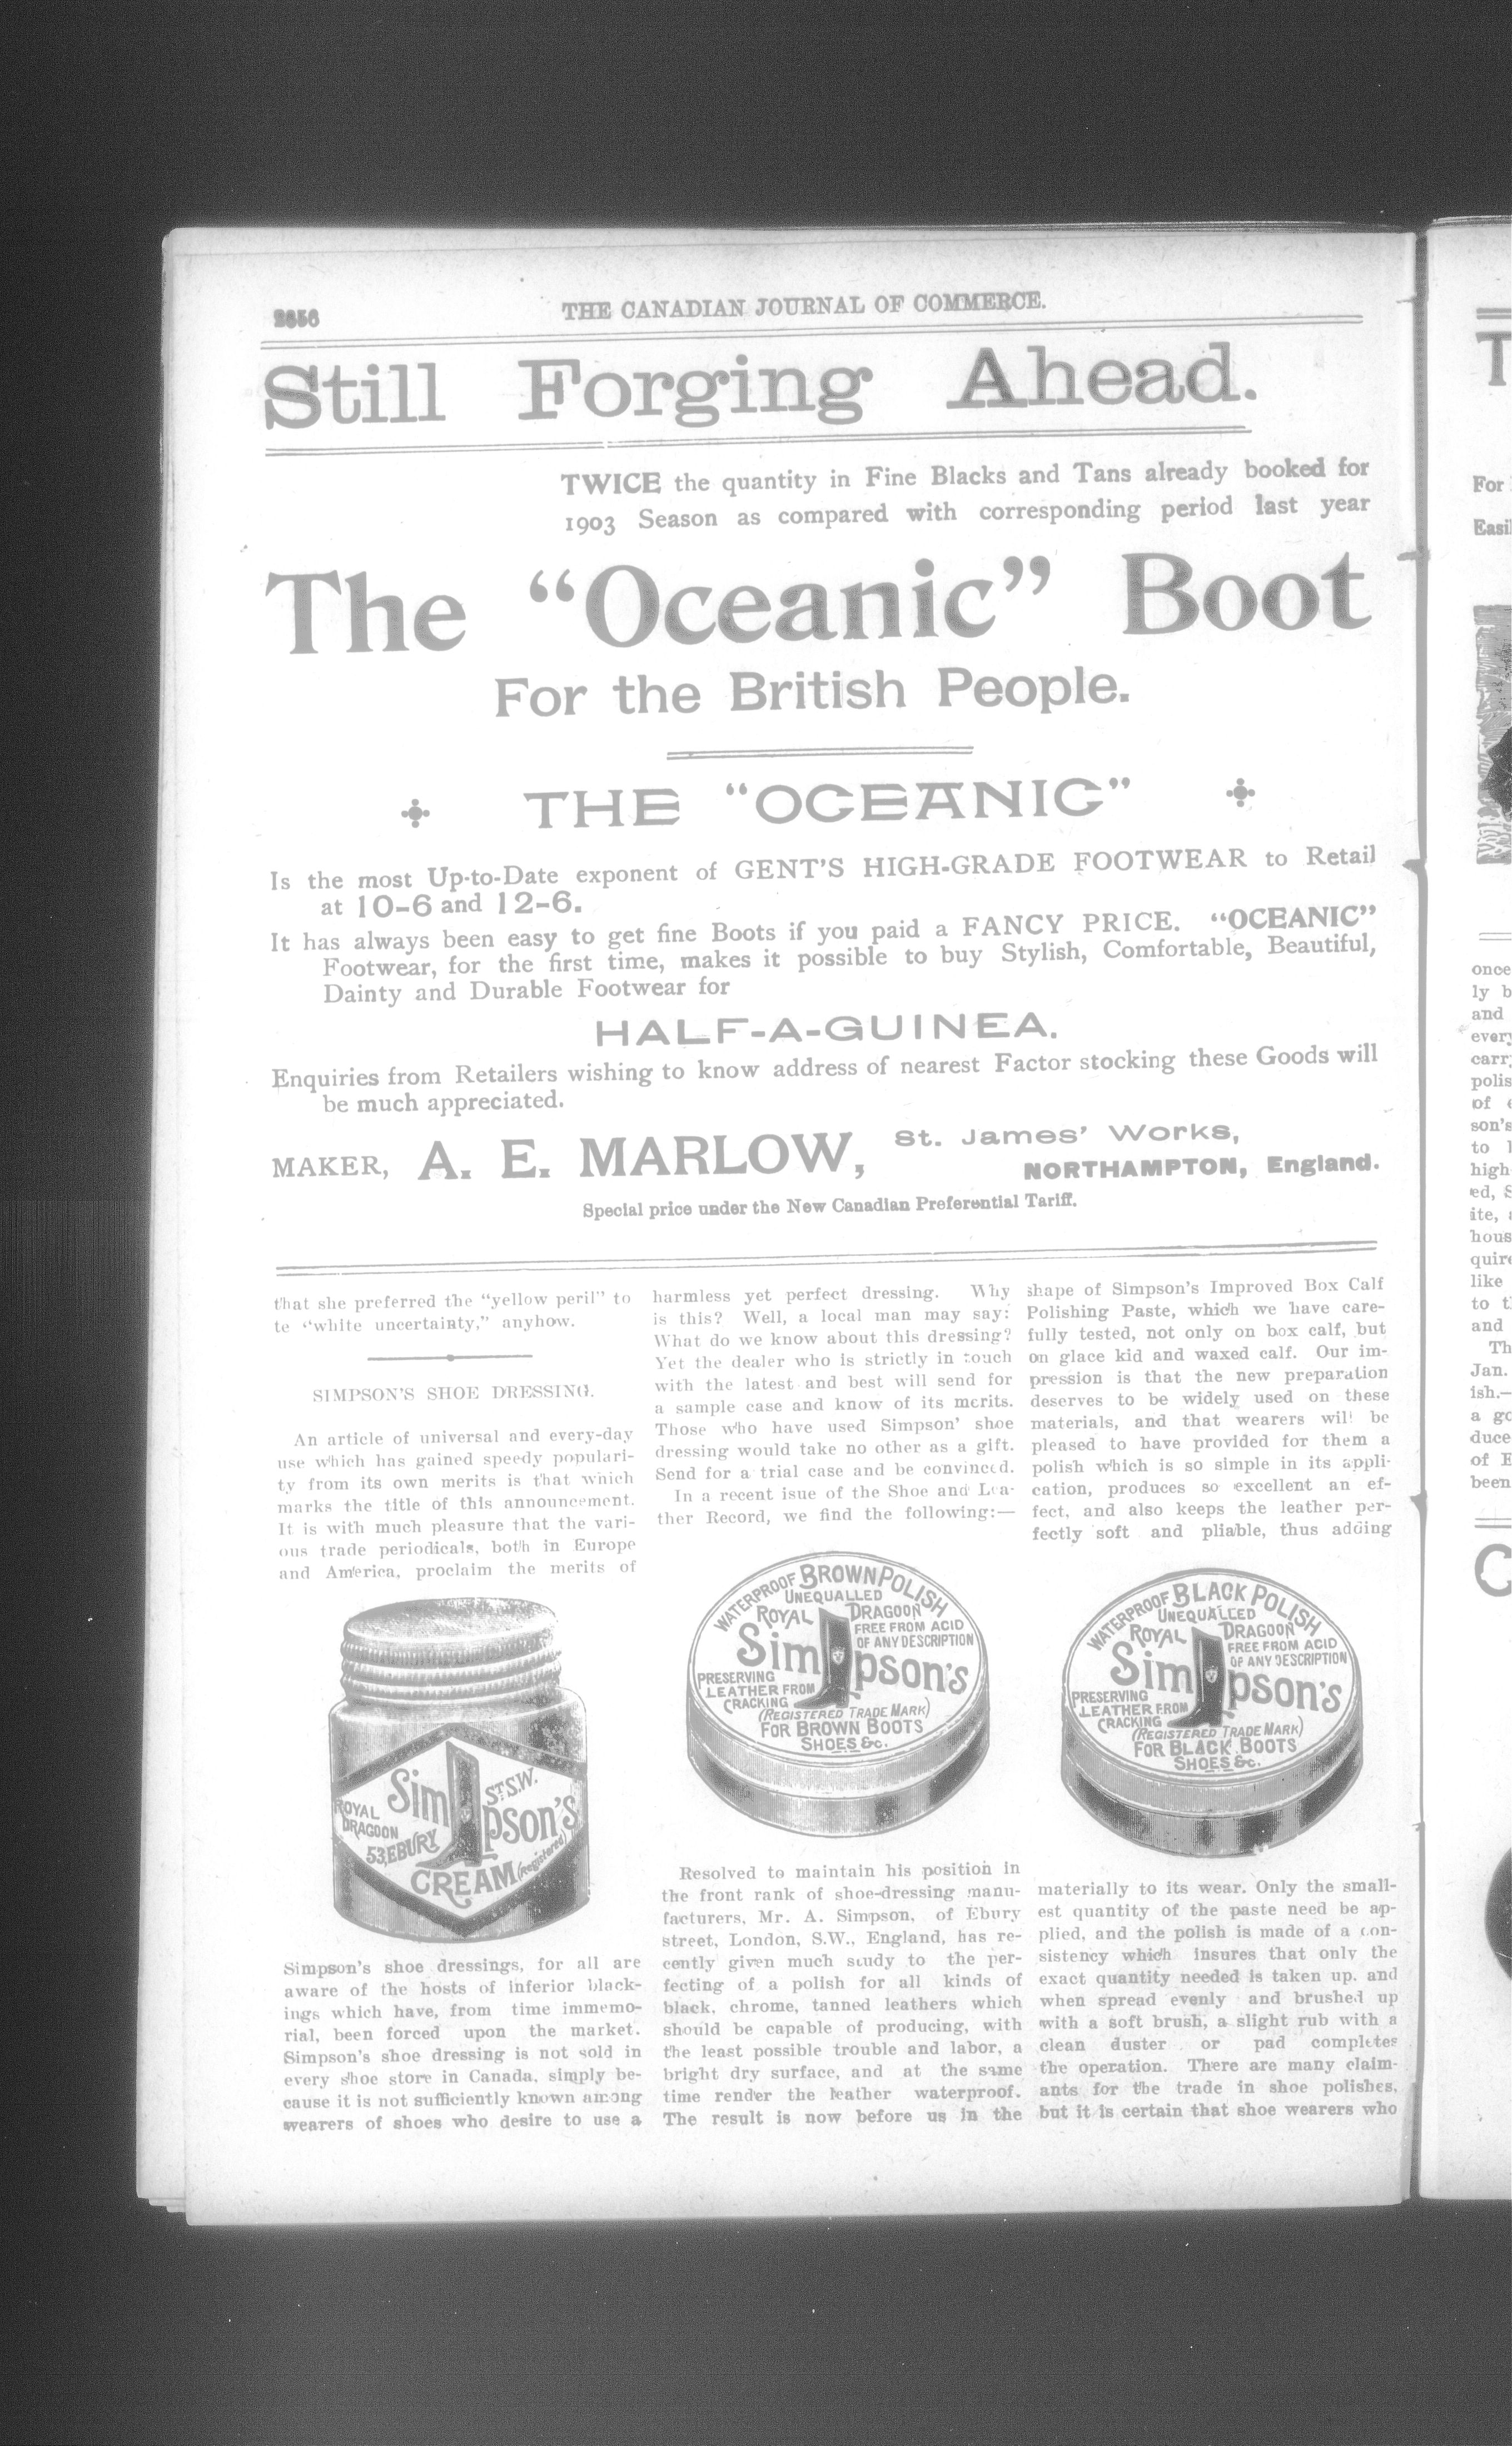 2656
THE CANADIAN JOURNAL OF COMMERCE.
Still Forging Ahead.
TWICE the quantity in Fine Blacks and Tans already booked for
1903 Season as compared with corresponding period last year
The “Oceanic” Boot
For the British People.
THE “OCEANIC”
Is the most Up-to-Date exponent of GENT'S HIGH-GRADE FOOTWEAR to Retail
at 10-6 and 12-6.
It has always been easy to get fine Boots if you paid a FANCY PRICE. “OCEANIC”
Footwear, for the first time, makes it possible to buy Stylish, Comfortable, Beautiful,
Dainty and Durable Footwear for
HALF-A-GUINEA.
Enquiries from Retailers wishing to know address of nearest Factor stocking these Goods will
be much appreciated.
MAKER, A. E. MARLOW, St. James' Works,
NORTHAMPTON, England.
Special price under the New Canadian Preferential Tariff.
that she preferred the “yellow peril” to
te “white uncertainty,” anyhow.
SIMPSON'S SHOE DRESSING.
An article of universal and every-day
use which has gained speedy populari-
ty from its own merits is that which
marks the title of this announcement.
It is with much pleasure that the vari-
ous trade periodicals, both in Europe
and America, proclaim the merits of
Simpson's
ST S.W.
ROYAL
DRAGOON
53, EBURY
CREAM (Registered)
Simpson's shoe dressings, for all are
aware of the hosts of inferior black-
ings which have, from time immemo-
rial, been forced upon the market.
Simpson's shoe dressing is not sold in
every shoe store in Canada, simply be-
cause it is not sufficiently known among
wearers of shoes who desire to use a
harmless yet perfect dressing. Why
is this? Well, a local man may say:
What do we know about this dressing?
Yet the dealer who is strictly in touch
with the latest and best will send for
a sample case and know of its merits.
Those who have used Simpson' shoe
dressing would take no other as a gift.
Send for a trial case and be convinced.
In a recent isue of the Shoe and Lea-
ther Record, we find the following:—
WATERPROOF BROWN POLISH
UNEQUALLED
ROYAL DRAGOON
FREE FROM ACID
OF ANY DESCRIPTION
Simpson's
PRESERVING
LEATHER FROM
CRACKING
(REGISTERED TRADE MARK)
FOR BROWN BOOTS
SHOES &c.
Resolved to maintain his position in
the front rank of shoe-dressing manu-
facturers, Mr. A. Simpson, of Ebury
street, London, S.W., England, has re-
cently given much study to the per-
fecting of a polish for all kinds of
black, chrome, tanned leathers which
should be capable of producing, with
the least possible trouble and labor, a
bright dry surface, and at the same
time render the leather waterproof.
The result is now before us in the
shape of Simpson's Improved Box Calf
Polishing Paste, which we have care-
fully tested, not only on box calf, but
on glace kid and waxed calf. Our im-
pression is that the new preparation
deserves to be widely used on these
materials, and that wearers will be
pleased to have provided for them a
polish which is so simple in its appli-
cation, produces so excellent an ef-
fect, and also keeps the leather per-
fectly soft and pliable, thus adding
WATERPROOF BLACK POLISH
UNEQUALLED
ROYAL DRAGOON
FREE FROM ACID
OF ANY DESCRIPTION
Simpson's
PRESERVING
LEATHER FROM
CRACKING
(REGISTERED TRADE MARK)
FOR BLACK BOOTS
SHOES &c.
materially to its wear. Only the small-
est quantity of the paste need be ap-
plied, and the polish is made of a con-
sistency which insures that only the
exact quantity needed is taken up. and
when spread evenly and brushed up
with a soft brush, a slight rub with a
clean duster or pad completes
the operation. There are many claim-
ants for the trade in shoe polishes,
but it is certain that shoe wearers who
T
For
Easil
once
ly b
and
every
carr
polis
of
son's
to
high
ed, S
ite,
hous
quire
like
to t
and
Th
Jan.
ish.—
a go
duce
of E
been
C